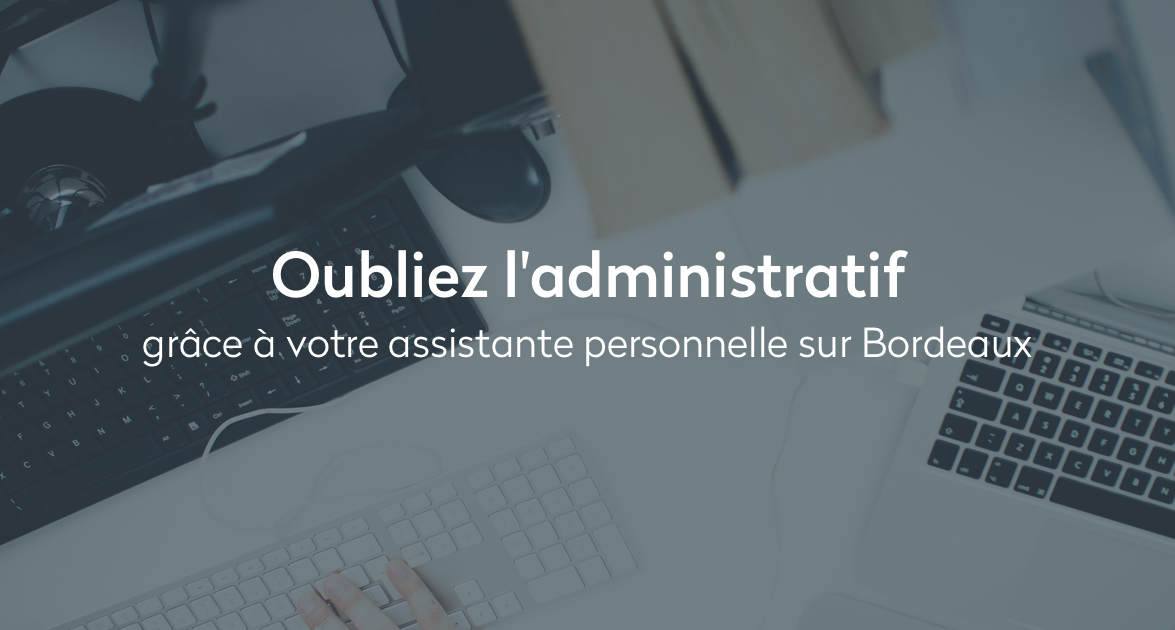 Oubliez l'administratif
grâce à votre assistante personnelle sur Bordeaux